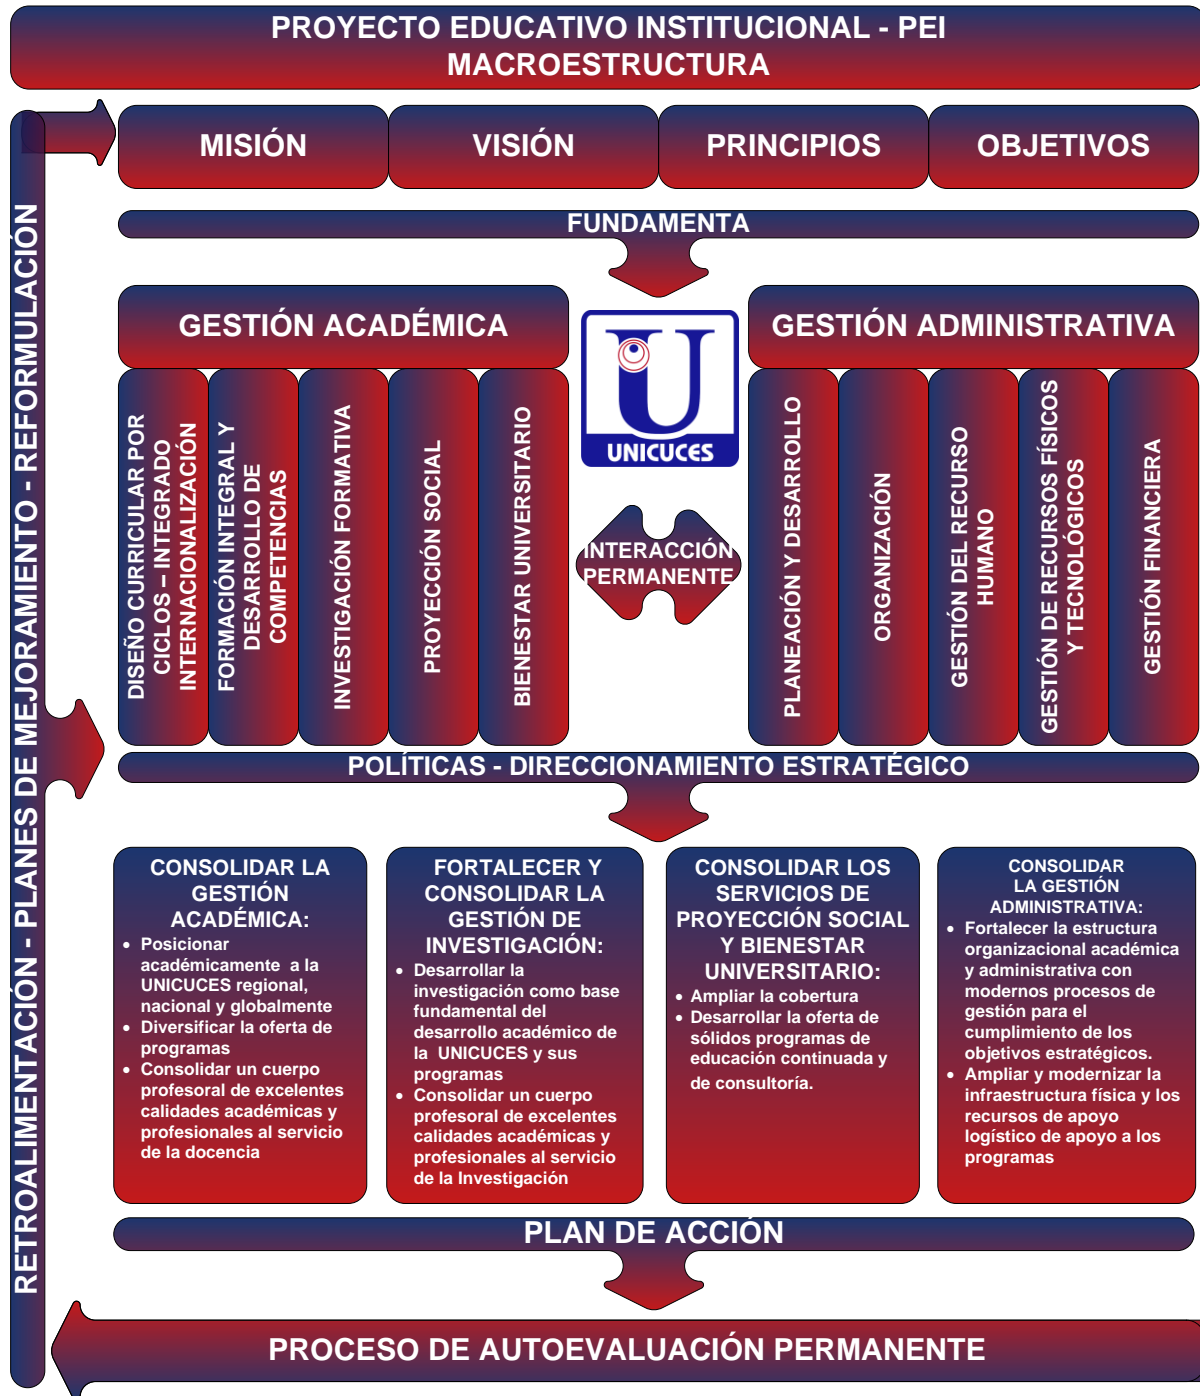 PROYECTO EDUCATIVO INSTITUCIONAL - PEI
MACROESTRUCTURA
MISIÓN
VISIÓN
PRINCIPIOS
OBJETIVOS
FUNDAMENTA
GESTIÓN ACADÉMICA
GESTIÓN ADMINISTRATIVA
DISEÑO CURRICULAR POR
CICLOS – INTEGRADO
INTERNACIONALIZACIÓN
FORMACIÓN INTEGRAL Y
DESARROLLO DE
COMPETENCIAS
INVESTIGACIÓN FORMATIVA
PROYECCIÓN SOCIAL
BIENESTAR UNIVERSITARIO
U
UNICUCES
INTERACCIÓN
PERMANENTE
PLANEACIÓN Y DESARROLLO
ORGANIZACIÓN
GESTIÓN DEL RECURSO
HUMANO
GESTIÓN DE RECURSOS FÍSICOS
Y TECNOLÓGICOS
GESTIÓN FINANCIERA
POLÍTICAS - DIRECCIONAMIENTO ESTRATÉGICO
CONSOLIDAR LA
GESTIÓN
ACADÉMICA:
• Posicionar
académicamente a la
UNICUCES regional,
nacional y globalmente
• Diversificar la oferta de
programas
• Consolidar un cuerpo
profesoral de excelentes
calidades académicas y
profesionales al servicio
de la docencia
FORTALECER Y
CONSOLIDAR LA
GESTIÓN DE
INVESTIGACIÓN:
• Desarrollar la
investigación como base
fundamental del
desarrollo académico de
la UNICUCES y sus
programas
• Consolidar un cuerpo
profesoral de excelentes
calidades académicas y
profesionales al servicio
de la Investigación
CONSOLIDAR LOS
SERVICIOS DE
PROYECCIÓN SOCIAL
Y BIENESTAR
UNIVERSITARIO:
• Ampliar la cobertura
• Desarrollar la oferta de
sólidos programas de
educación continuada y
de consultoría.
CONSOLIDAR
LA GESTIÓN
ADMINISTRATIVA:
• Fortalecer la estructura
organizacional académica
y administrativa con
modernos procesos de
gestión para el
cumplimiento de los
objetivos estratégicos.
• Ampliar y modernizar la
infraestructura física y los
recursos de apoyo
logístico de apoyo a los
programas
PLAN DE ACCIÓN
PROCESO DE AUTOEVALUACIÓN PERMANENTE
RETROALIMENTACIÓN - PLANES DE MEJORAMIENTO - REFORMULACIÓN